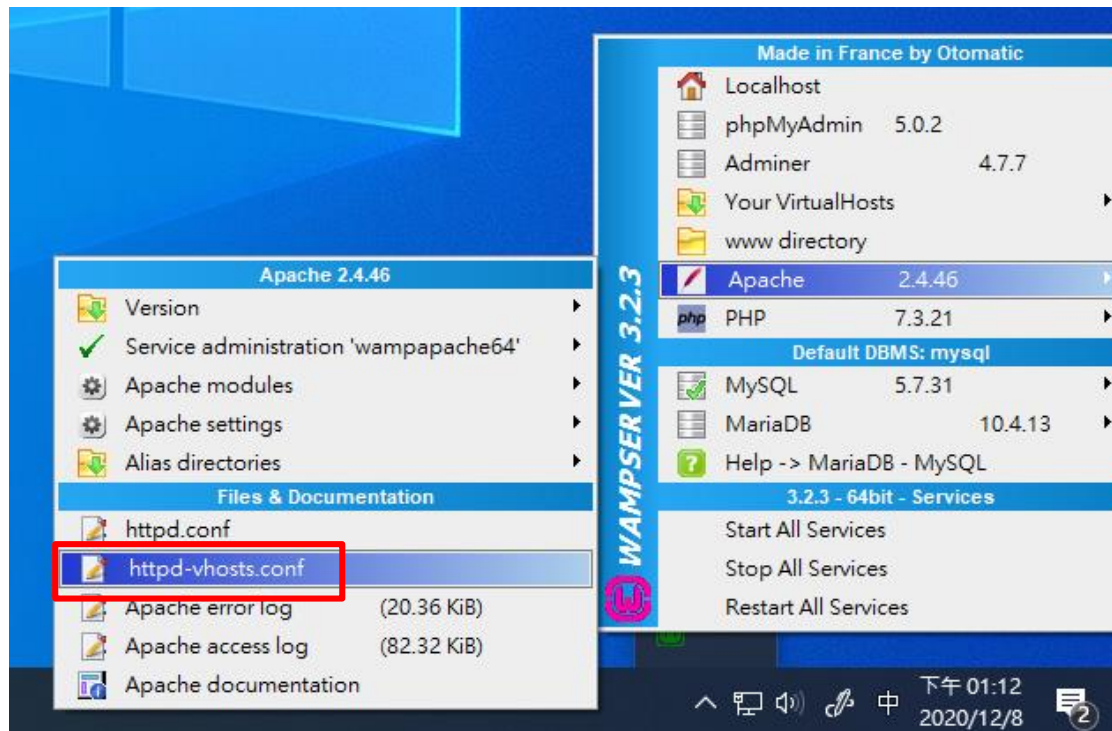 Made in France by Otomatic
Localhost
phpMyAdmin 5.0.2
Adminer 4.7.7
Your VirtualHosts
www directory
Apache 2.4.46
php PHP 7.3.21
Default DBMS: mysql
MySQL 5.7.31
MariaDB 10.4.13
Help -> MariaDB - MySQL
3.2.3 - 64bit - Services
Start All Services
Stop All Services
Restart All Services
WAMPSERVER 3.2.3
Apache 2.4.46
Version
Service administration 'wampapache64'
Apache modules
Apache settings
Alias directories
Files & Documentation
httpd.conf
httpd-vhosts.conf
Apache error log (20.36 KiB)
Apache access log (82.32 KiB)
Apache documentation
中
下午 01:12
2020/12/8
2